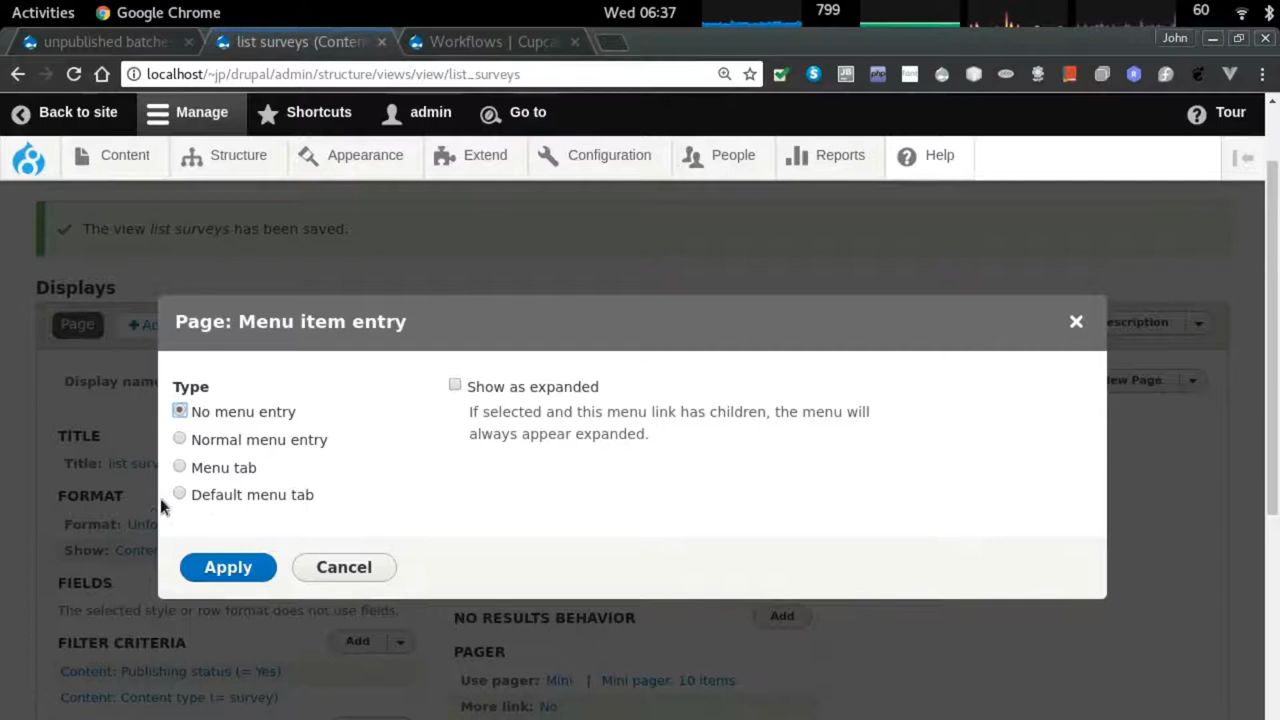 Activities Google Chrome Wed 06:37 799 60
unpublished batche × list surveys (Conten × Workflows | Cupca × John
localhost/~jp/drupal/admin/structure/views/view/list_surveys
Back to site Manage Shortcuts admin Go to Tour
Content Structure Appearance Extend Configuration People Reports Help
The view list surveys has been saved.
Displays
Page +Ad escription
Page: Menu item entry ×
Display name iew Page
Type
Show as expanded
No menu entry
If selected and this menu link has children, the menu will
always appear expanded.
Normal menu entry
Menu tab
Default menu tab
TITLE
Title: list surv
FORMAT
Format: Unfo
Show: Conte
Apply Cancel
FIELDS
The selected style or row format does not use fields.
FILTER CRITERIA Add
Content: Publishing status (= Yes)
Content: Content type (= survey)
NO RESULTS BEHAVIOR Add
PAGER
Use pager: Mini | Mini pager, 10 items
More link: No